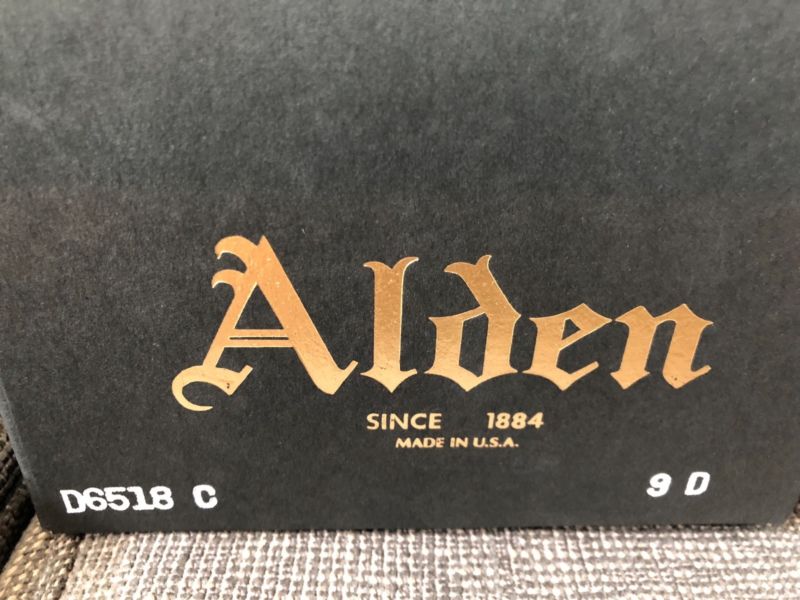 Alden
SINCE 1884
MADE IN U.S.A.
D6518 C 9 D